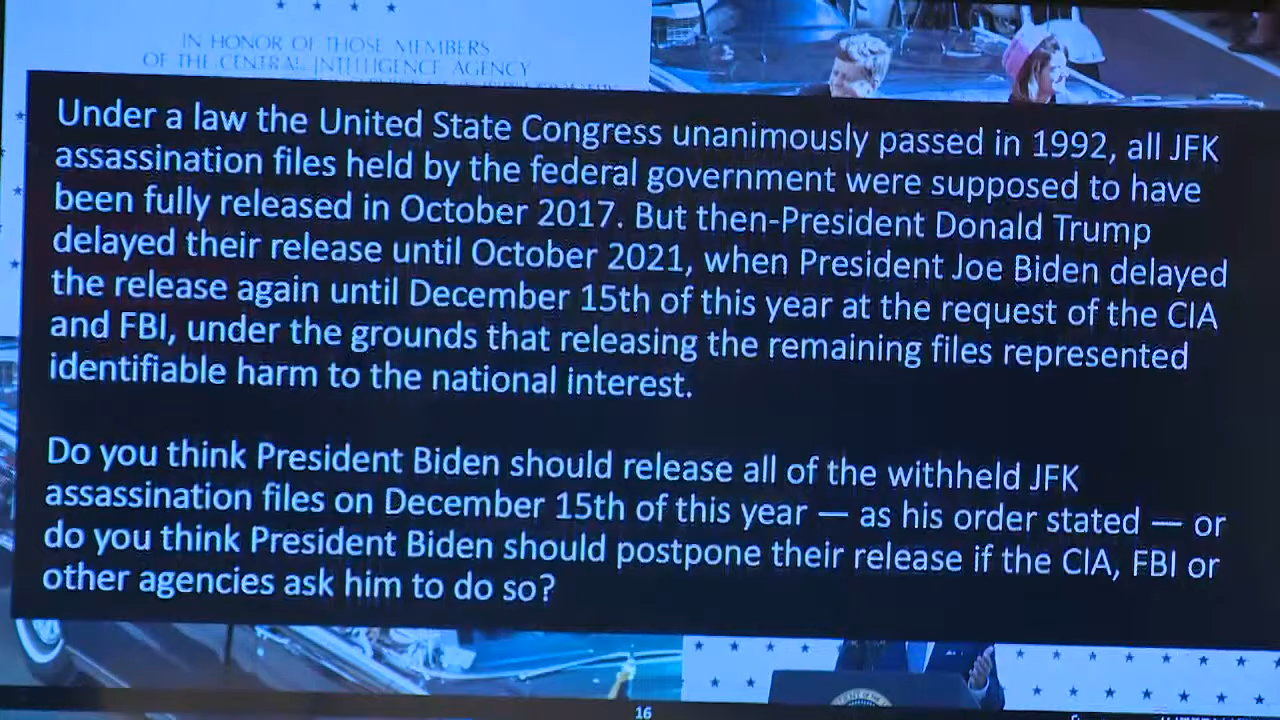 IN HONOR OF THOSE MEMBERS
OF THE CENTRAL INTELLIGENCE AGENCY
Under a law the United State Congress unanimously passed in 1992, all JFK
assassination files held by the federal government were supposed to have
been fully released in October 2017. But then-President Donald Trump
delayed their release until October 2021, when President Joe Biden delayed
the release again until December 15th of this year at the request of the CIA
and FBI, under the grounds that releasing the remaining files represented
identifiable harm to the national interest.
Do you think President Biden should release all of the withheld JFK
assassination files on December 15th of this year — as his order stated — or
do you think President Biden should postpone their release if the CIA, FBI or
other agencies ask him to do so?
16